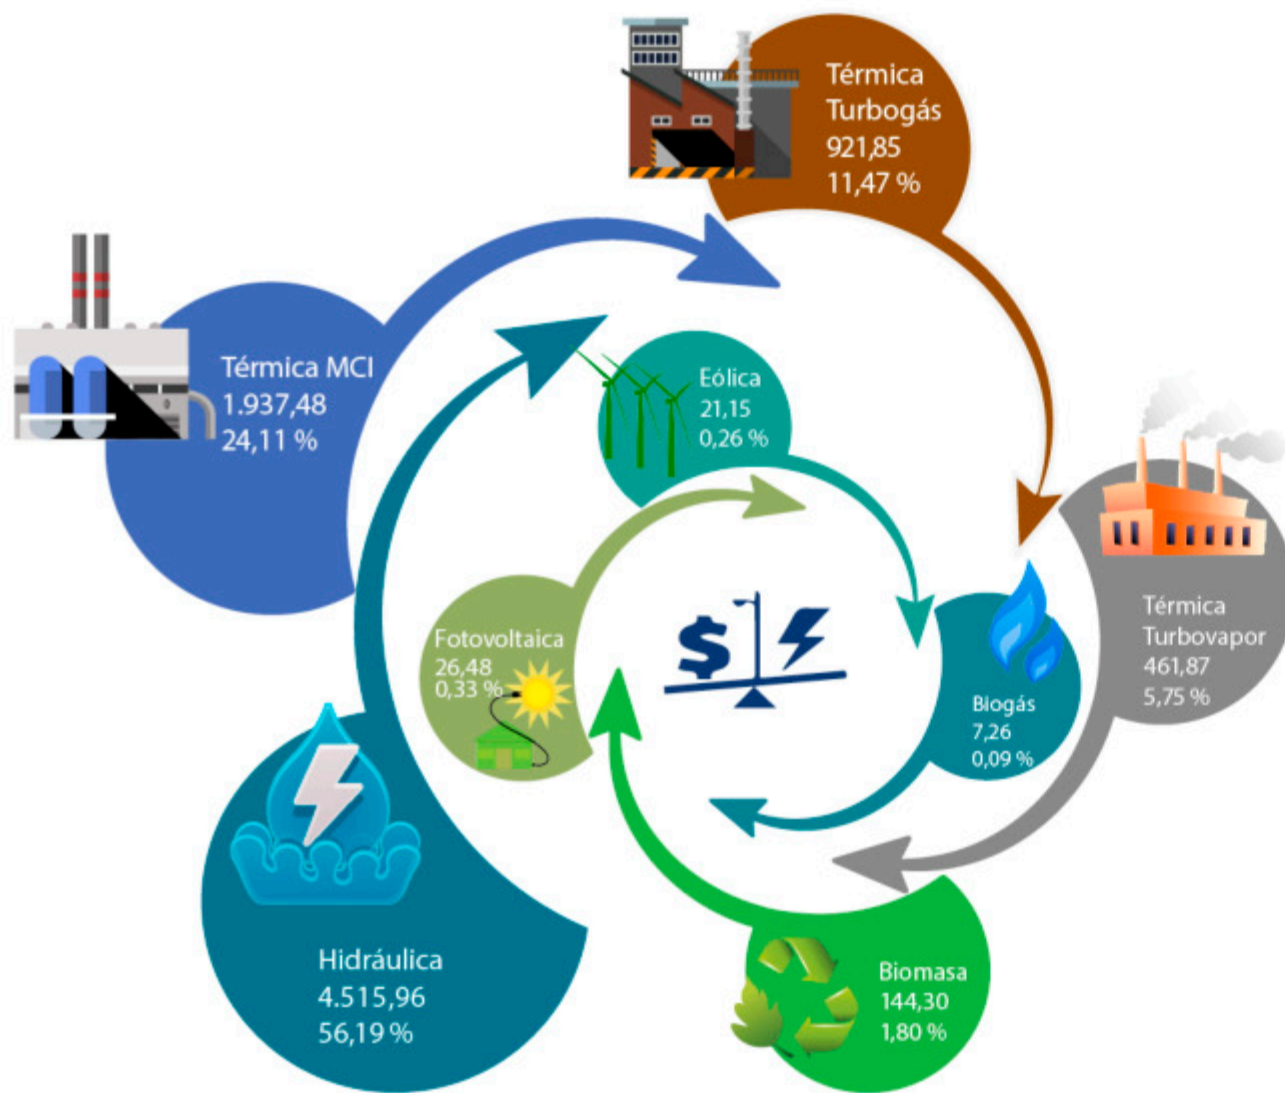 Térmica
Turbogás
921,85
11,47 %
Térmica MCI
1.937,48
24,11 %
Eólica
21,15
0,26 %
Térmica
Turbovapor
461,87
5,75 %
Fotovoltaica
26,48
0,33 %
$
Biogás
7,26
0,09 %
Hidráulica
4.515,96
56,19 %
Biomasa
144,30
1,80 %